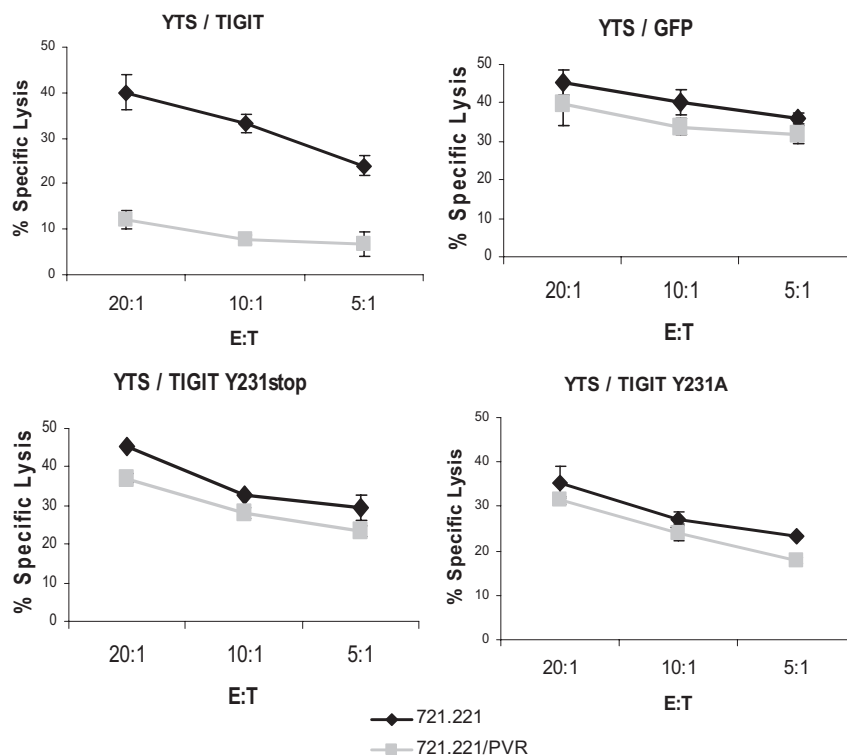 YTS / TIGIT
% Specific Lysis
50
40
30
20
10
0
20:1
10:1
5:1
E:T
YTS / GFP
% Specific Lysis
50
40
30
20
10
0
20:1
10:1
5:1
E:T
YTS / TIGIT Y231stop
% Specific Lysis
50
40
30
20
10
0
20:1
10:1
5:1
E:T
YTS / TIGIT Y231A
% Specific Lysis
50
40
30
20
10
0
20:1
10:1
5:1
E:T
721.221
721.221/PVR